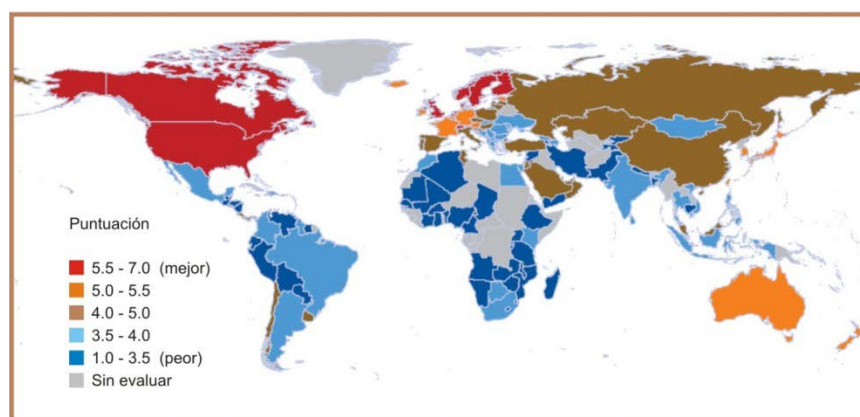 Puntuación
5.5 - 7.0 (mejor)
5.0 - 5.5
4.0 - 5.0
3.5 - 4.0
1.0 - 3.5 (peor)
Sin evaluar